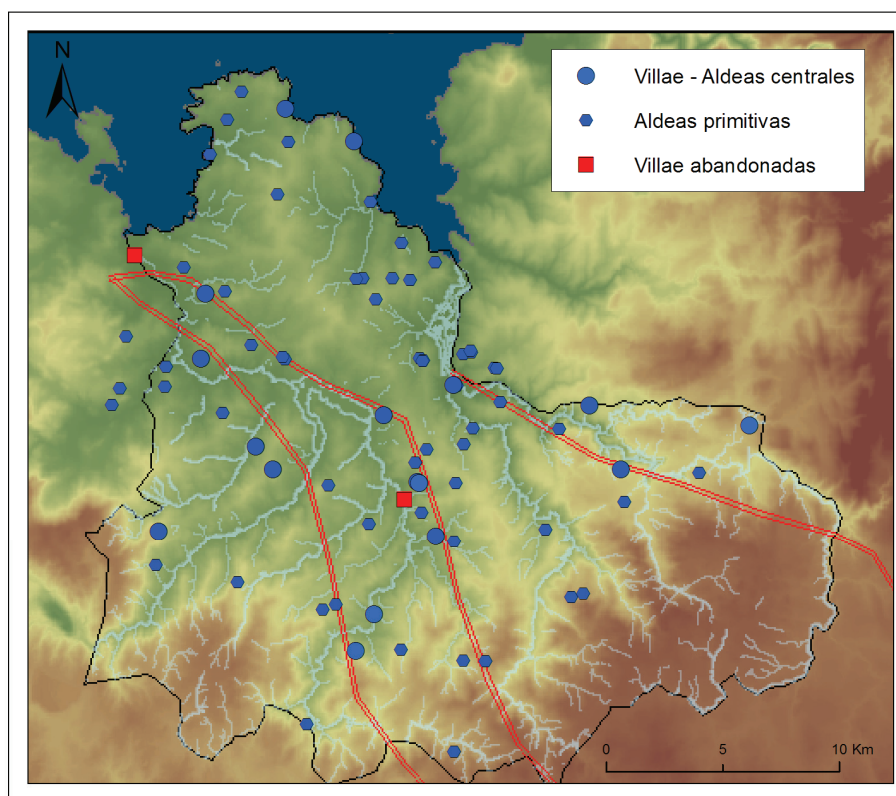 N
Villae - Aldeas centrales
Aldeas primitivas
Villae abandonadas
0 5 10 Km